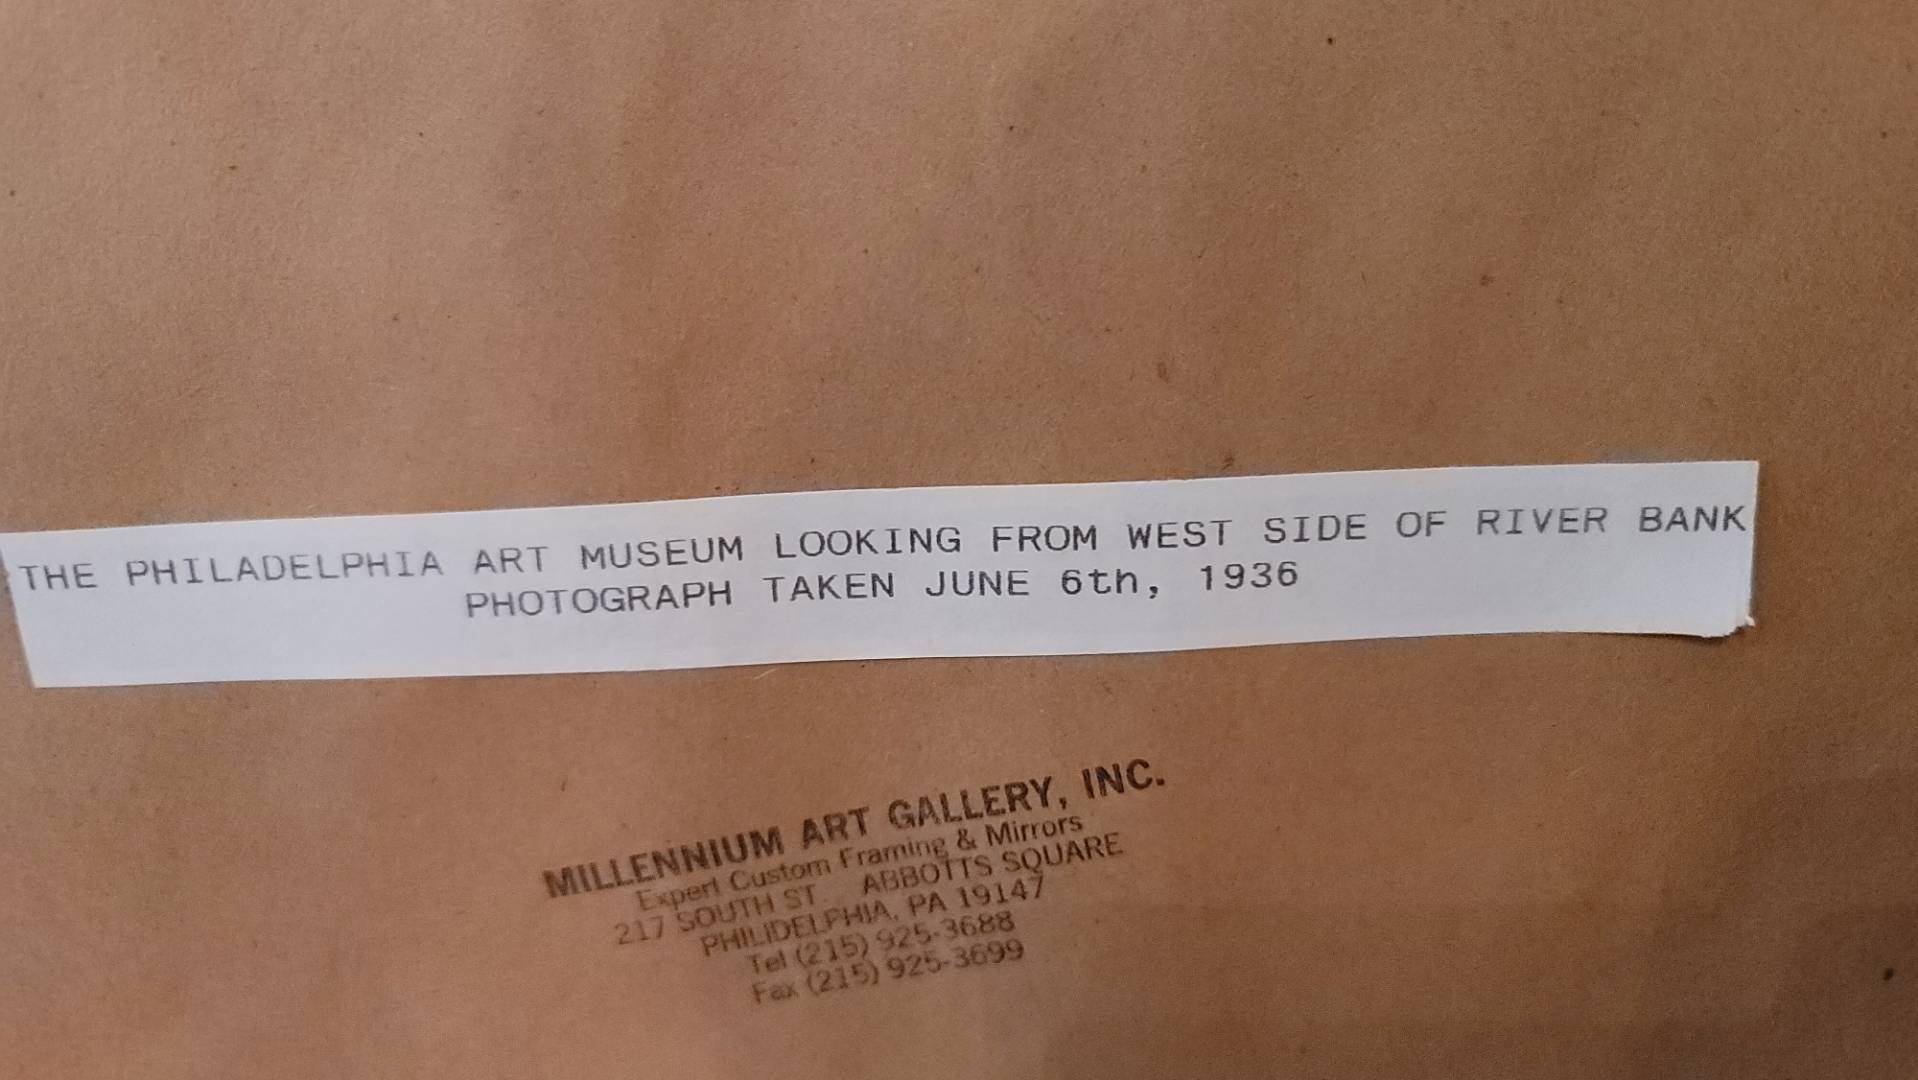 THE PHILADELPHIA ART MUSEUM LOOKING FROM WEST SIDE OF RIVER BANK
PHOTOGRAPH TAKEN JUNE 6th, 1936
MILLENNIUM ART GALLERY, INC.
Expert Custom Framing & Mirrors
217 SOUTH ST. ABBOTTS SQUARE
PHILIDELPHIA, PA 19147
Tel (215) 925-3688
Fax (215) 925-3699